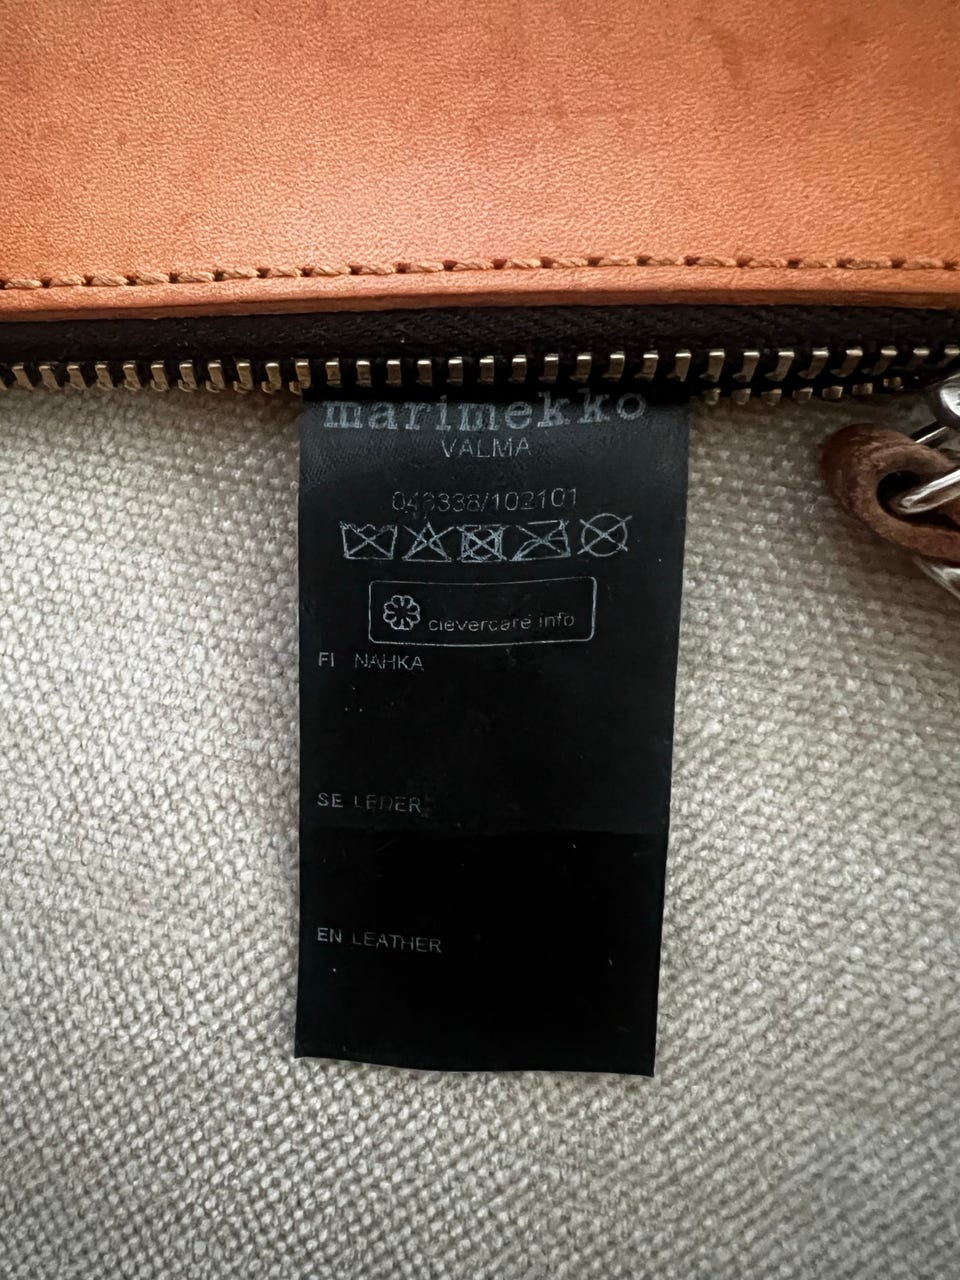 marimekko
VALMA
043338/102101
clevercare.info
FI NAHKA
SE LEDER
EN LEATHER